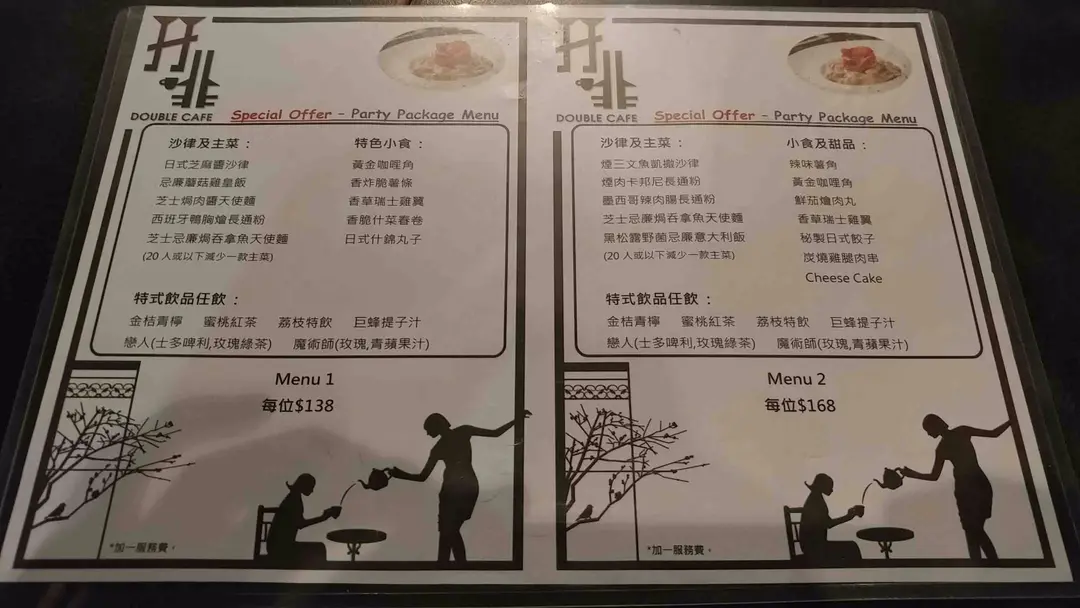 DOUBLE CAFE
Special Offer - Party Package Menu
沙律及主菜：
日式芝麻醬沙律
忌廉蘑菇雞皇飯
芝士焗肉醬天使麵
西班牙鴨胸燴長通粉
芝士忌廉焗吞拿魚天使麵
(20 人或以下減少一款主菜)
特色小食：
黃金咖喱角
香炸脆薯條
香草瑞士雞翼
香脆什菜春卷
日式什錦丸子
特式飲品任飲：
金桔青檸 蜜桃紅茶 荔枝特飲 巨蜂提子汁
戀人(士多啤利,玫瑰綠茶) 魔術師(玫瑰,青蘋果汁)
Menu 1
每位$138
*加一服務費。
DOUBLE CAFE
Special Offer - Party Package Menu
沙律及主菜：
煙三文魚凱撒沙律
煙肉卡邦尼長通粉
墨西哥辣肉腸長通粉
芝士忌廉焗吞拿魚天使麵
黑松露野菌忌廉意大利飯
(20 人或以下減少一款主菜)
小食及甜品：
辣味薯角
黃金咖哩角
鮮茄燴肉丸
香草瑞士雞翼
秘製日式餃子
炭燒雞腿肉串
Cheese Cake
特式飲品任飲：
金桔青檸 蜜桃紅茶 荔枝特飲 巨蜂提子汁
戀人(士多啤利,玫瑰綠茶) 魔術師(玫瑰,青蘋果汁)
Menu 2
每位$168
*加一服務費。